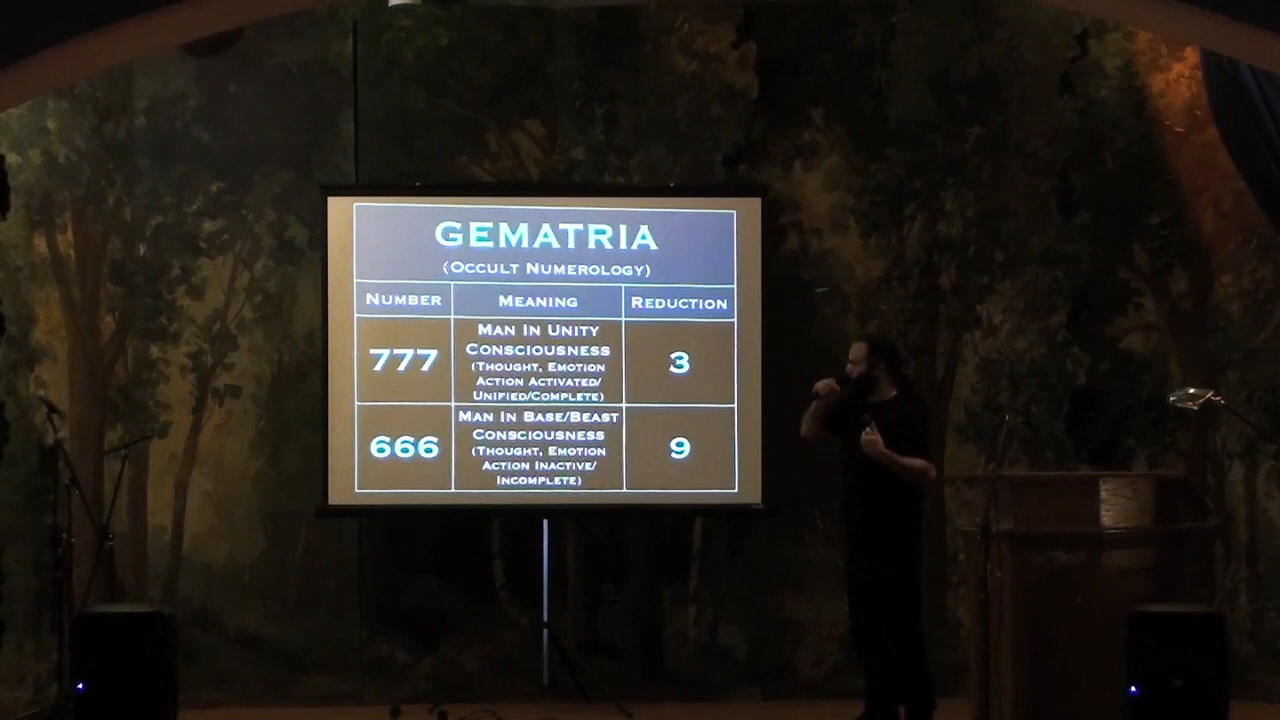 GEMATRIA
(OCCULT NUMEROLOGY)
NUMBER MEANING REDUCTION
777
MAN IN UNITY
CONSCIOUSNESS
(THOUGHT, EMOTION
ACTION ACTIVATED/
UNIFIED/COMPLETE)
3
666
MAN IN BASE/BEAST
CONSCIOUSNESS
(THOUGHT, EMOTION
ACTION INACTIVE/
INCOMPLETE)
9